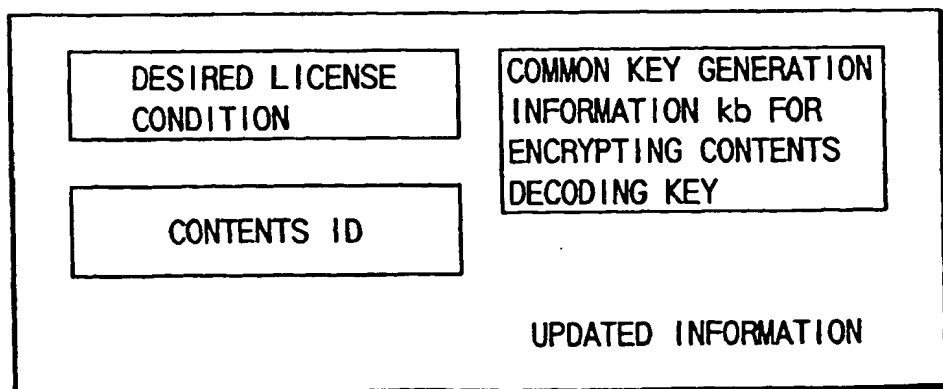 DESIRED LICENSE
CONDITION
COMMON KEY GENERATION
INFORMATION kb FOR
ENCRYPTING CONTENTS
DECODING KEY
CONTENTS ID
UPDATED INFORMATION